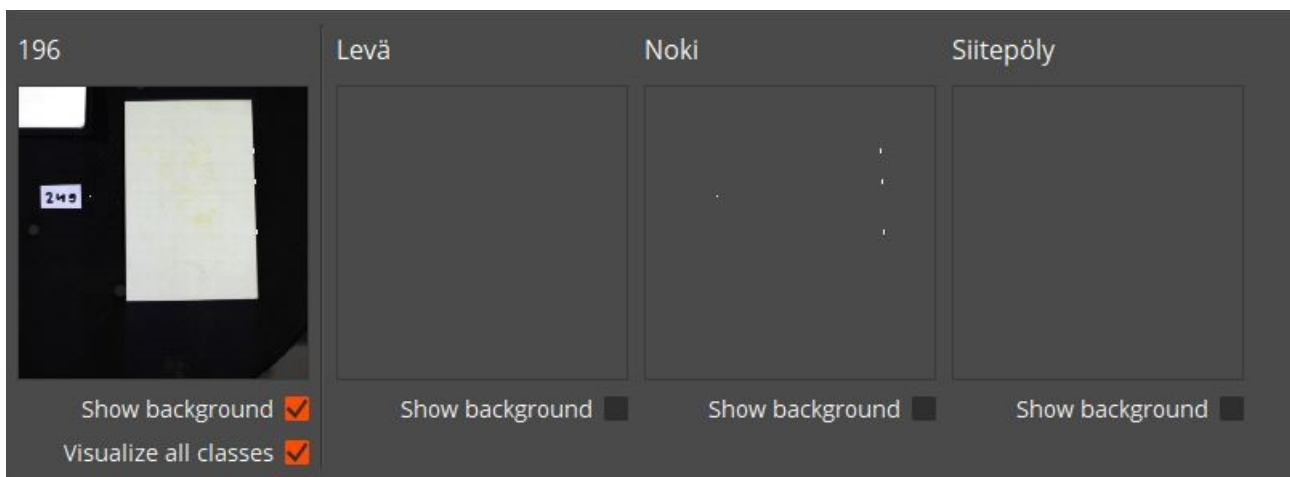 196
Levä
Noki
Siitepöly
249
Show background
Show background
Show background
Show background
Visualize all classes